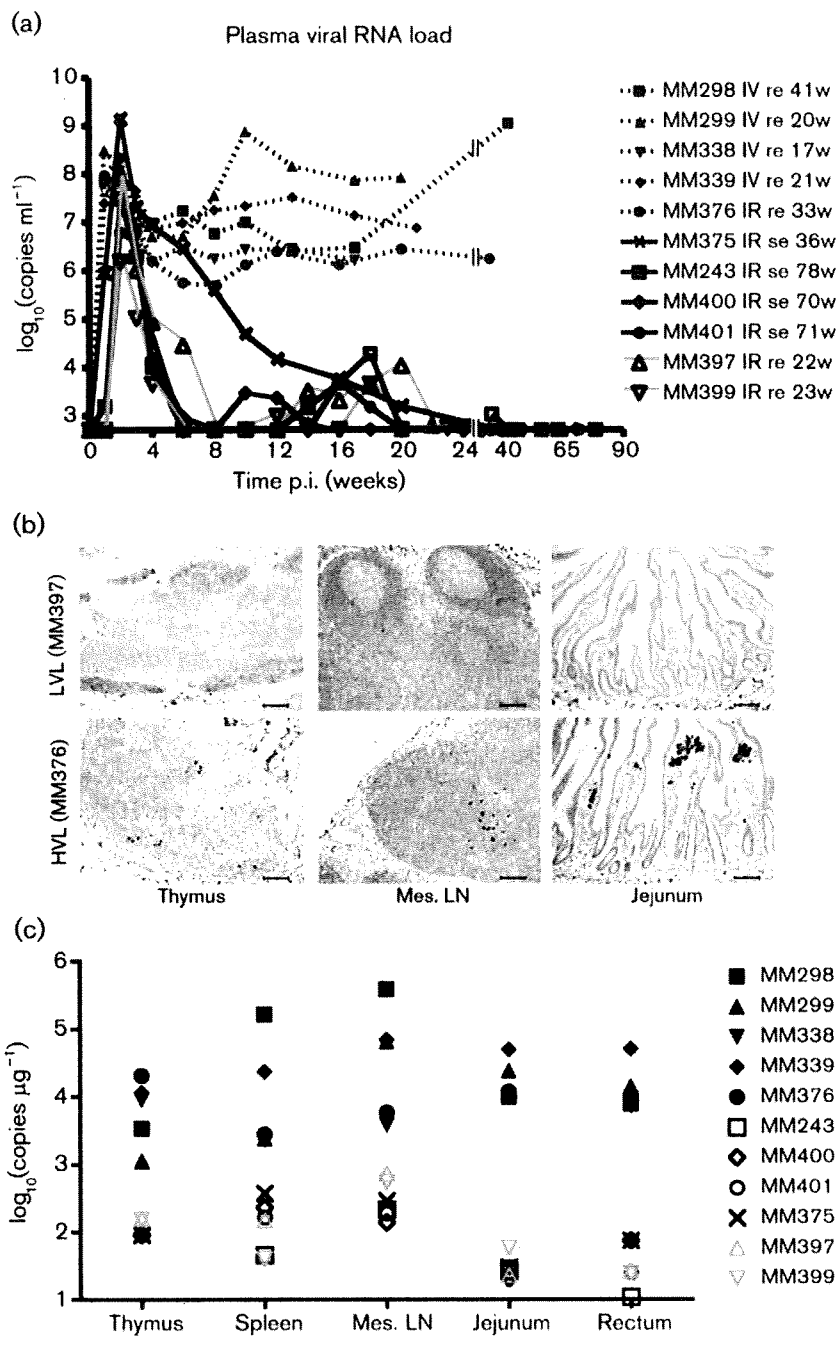 (a)
Plasma viral RNA load
log₁₀(copies ml⁻¹)
10
9
8
7
6
5
4
3
0 4 8 12 16 20 24 40 65 90
Time p.i. (weeks)
MM298 IV re 41w
MM299 IV re 20w
MM338 IV re 17w
MM339 IV re 21w
MM376 IR re 33w
MM375 IR se 36w
MM243 IR se 78w
MM400 IR se 70w
MM401 IR se 71w
MM397 IR re 22w
MM399 IR re 23w
(b)
LVL (MM397)
HVL (MM376)
Thymus Mes. LN Jejunum
(c)
log₁₀(copies µg⁻¹)
6
5
4
3
2
1
Thymus Spleen Mes. LN Jejunum Rectum
MM298
MM299
MM338
MM339
MM376
MM243
MM400
MM401
MM375
MM397
MM399